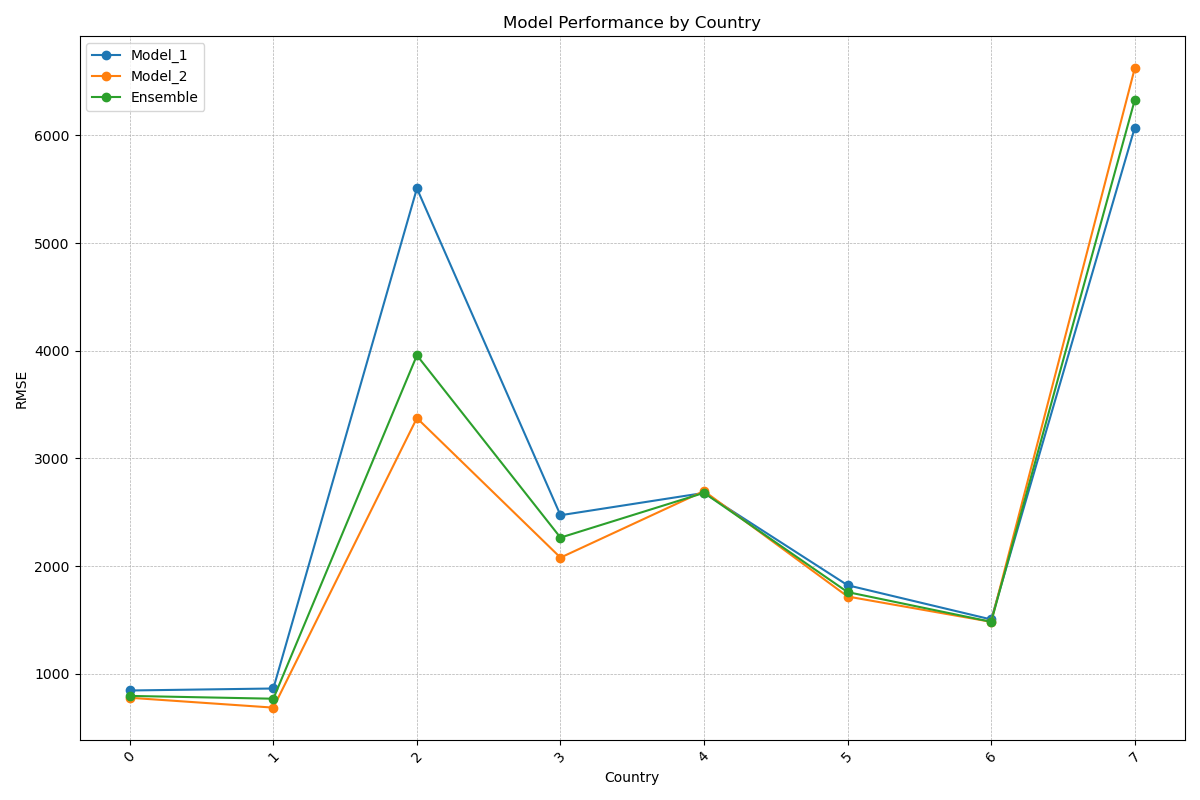 Model Performance by Country
Model_1
Model_2
Ensemble
6000
5000
4000
3000
2000
1000
RMSE
0 1 2 3 4 5 6 7
Country